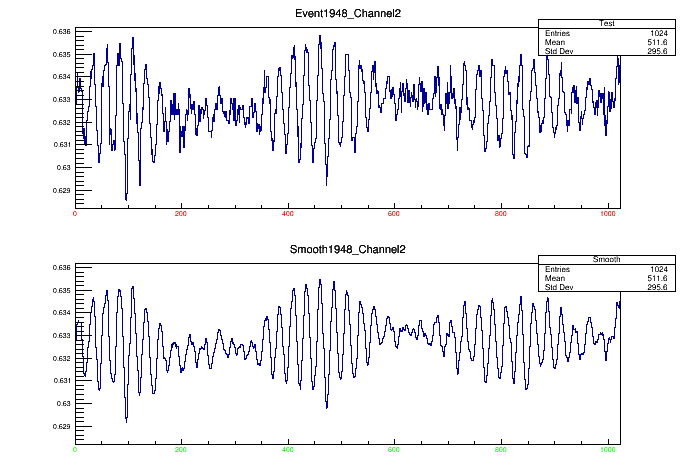 Event1948_Channel2
Test
Entries 1024
Mean 511.6
Std Dev 295.6
0.636
0.635
0.634
0.633
0.632
0.631
0.63
0.629
0 200 400 600 800 1000
Smooth1948_Channel2
Smooth
Entries 1024
Mean 511.6
Std Dev 295.6
0.636
0.635
0.634
0.633
0.632
0.631
0.63
0.629
0 200 400 600 800 1000